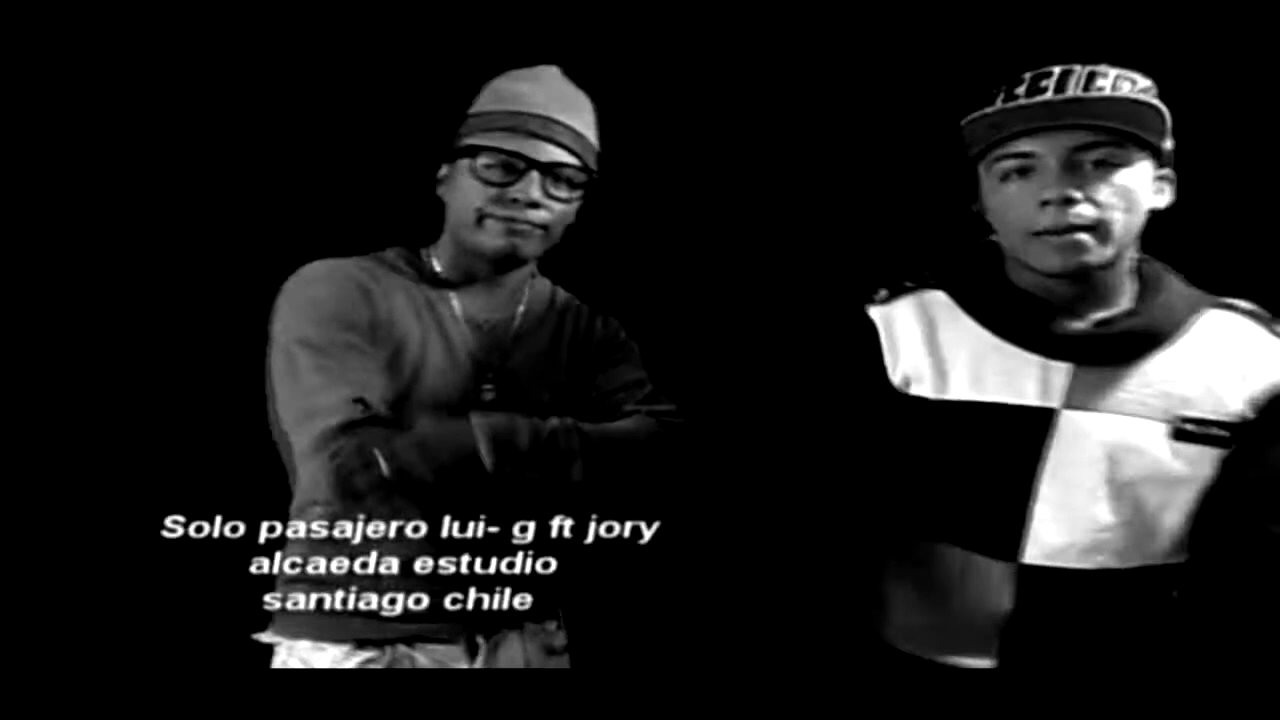 Solo pasajero lui- g ft jory
alcaeda estudio
santiago chile